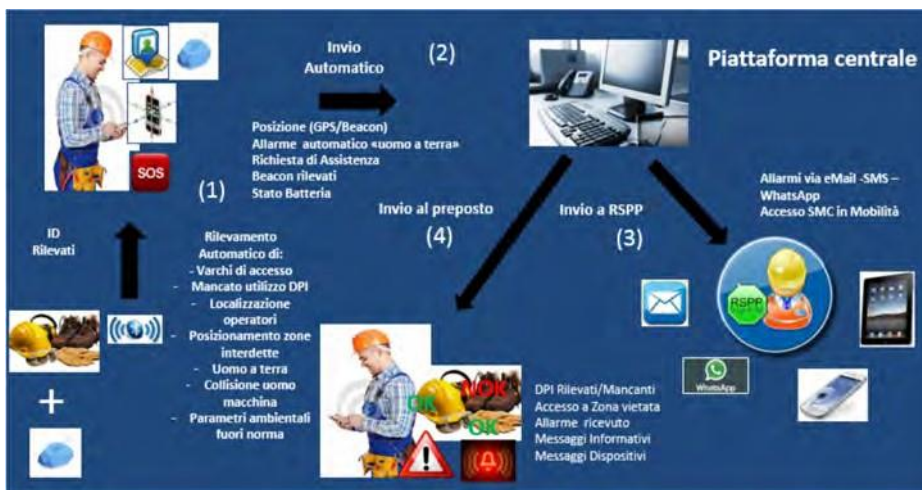 Invio
Automatico
(2)
Piattaforma centrale
Posizione (GPS/Beacon)
Allarme automatico «uomo a terra»
Richiesta di Assistenza
Beacon rilevati
Stato Batteria
SOS
(1)
ID
Rilevati
Rilevamento
Automatico di:
- Varchi di accesso
- Mancato utilizzo DPI
- Localizzazione
operatori
- Posizionamento zone
interdette
- Uomo a terra
- Collisione uomo
macchina
- Parametri ambientali
fuori norma
+
Invio al preposto
(4)
Invio a RSPP
(3)
Allarmi via eMail -SMS –
WhatsApp
Accesso SMC in Mobilità
RSPP
WhatsApp
OK
NOK
OK
DPI Rilevati/Mancanti
Accesso a Zona vietata
Allarme ricevuto
Messaggi Informativi
Messaggi Dispositivi